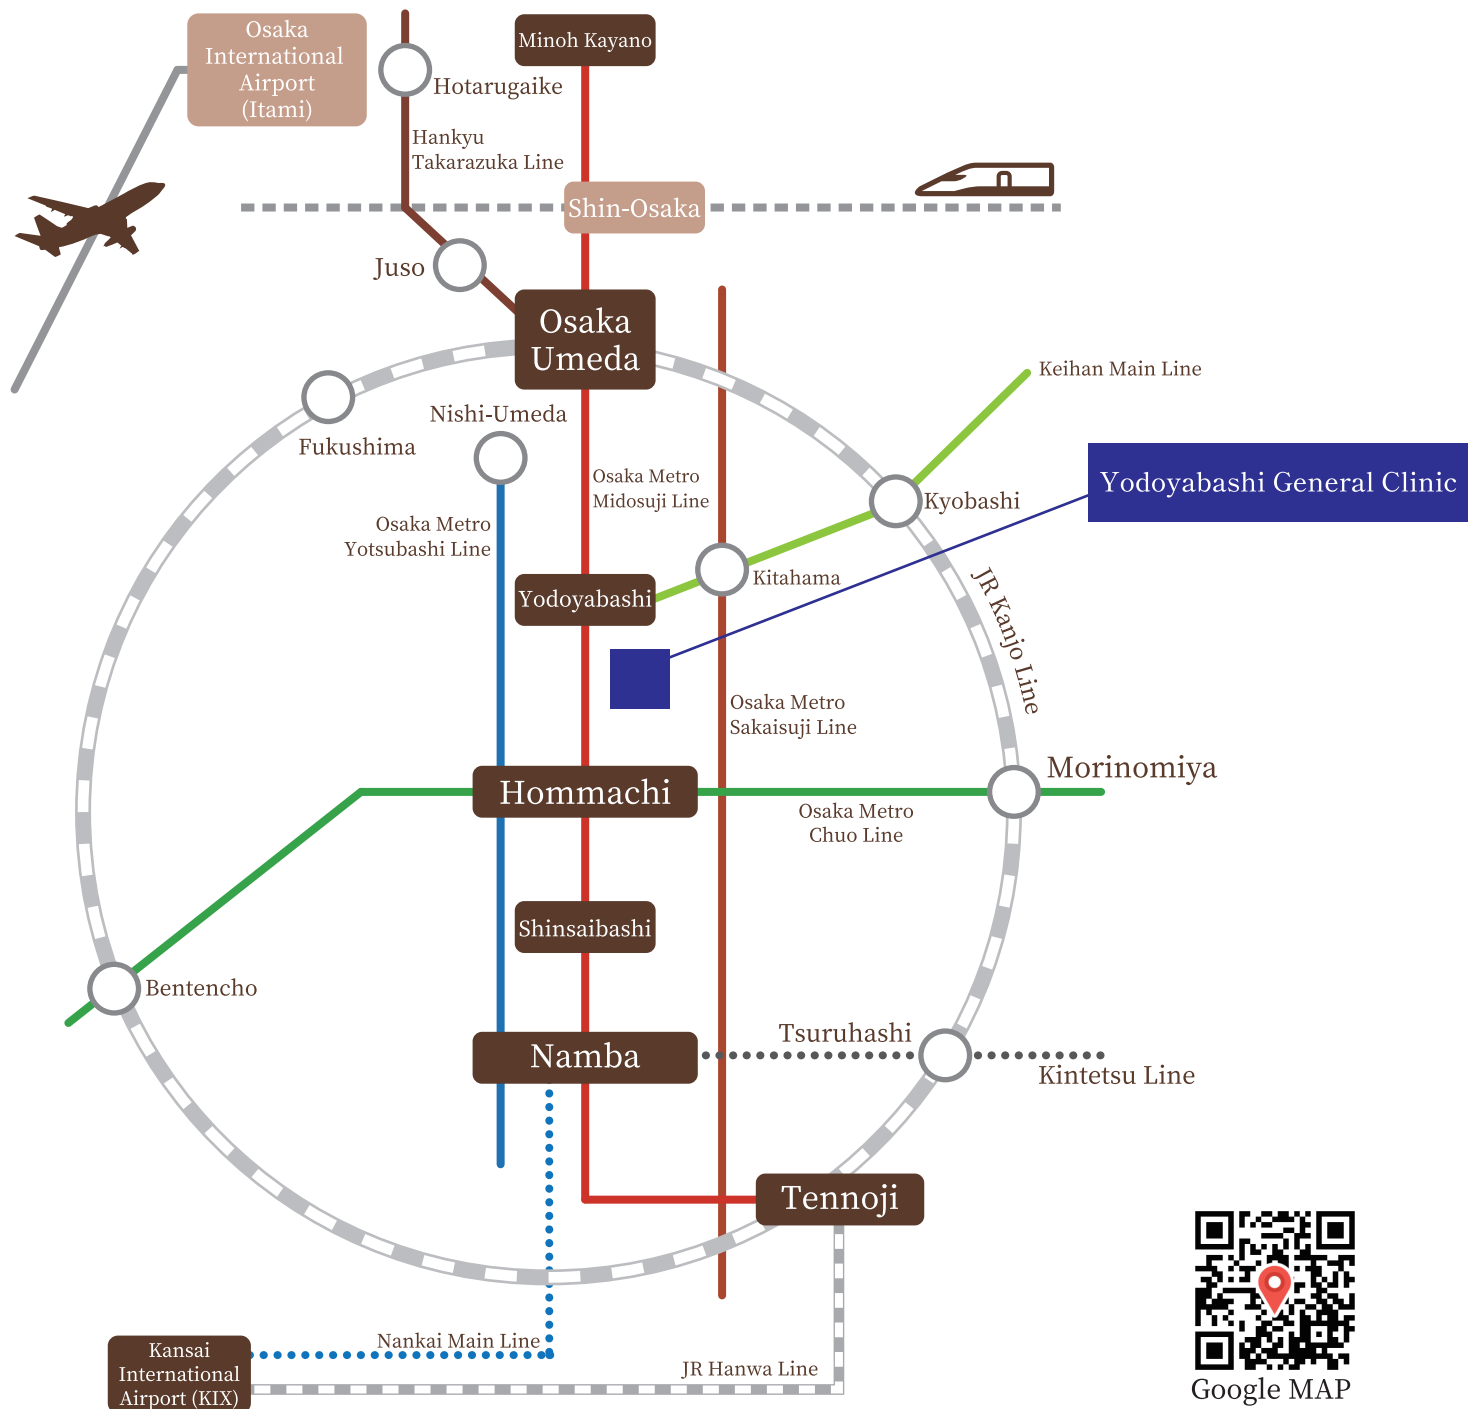 Osaka
International
Airport
(Itami)
Minoh Kayano
Hotarugaike
Hankyu
Takarazuka Line
Shin-Osaka
Juso
Osaka
Umeda
Keihan Main Line
Nishi-Umeda
Fukushima
Osaka Metro
Midosuji Line
Yodoyabashi General Clinic
Kyobashi
Osaka Metro
Yotsubashi Line
Kitahama
Yodoyabashi
JR Kanjo Line
Osaka Metro
Sakaisuji Line
Morinomiya
Hommachi
Osaka Metro
Chuo Line
Shinsaibashi
Bentencho
Tsuruhashi
Namba
Kintetsu Line
Tennoji
Nankai Main Line
Kansai
International
Airport (KIX)
JR Hanwa Line
Google MAP